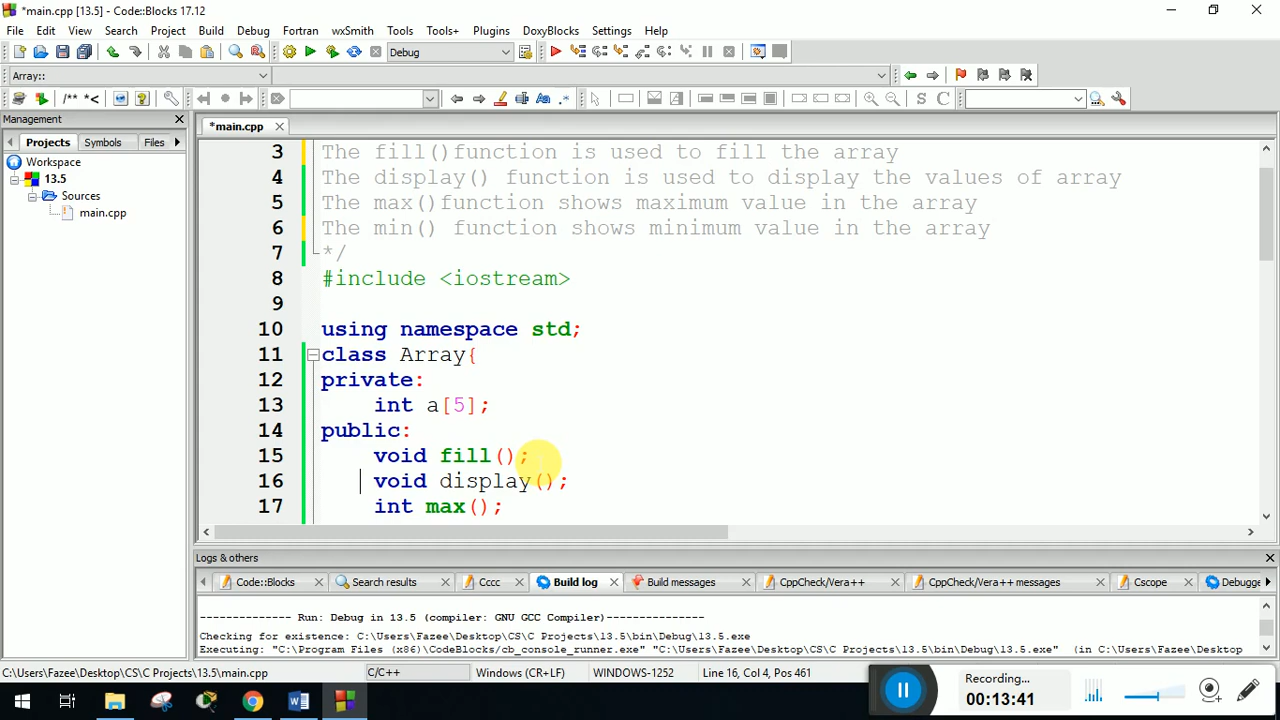 *main.cpp [13.5] - Code::Blocks 17.12
File Edit View Search Project Build Debug Fortran wxSmith Tools Tools+ Plugins DoxyBlocks Settings Help
Debug
Array::
/** *<
S C
Management
Projects Symbols Files
Workspace
13.5
Sources
main.cpp
*main.cpp
3 The fill()function is used to fill the array
4 The display() function is used to display the values of array
5 The max()function shows maximum value in the array
6 The min() function shows minimum value in the array
7 */
8 #include <iostream>
9
10 using namespace std;
11 class Array{
12 private:
13 int a[5];
14 public:
15 void fill();
16 void display();
17 int max();
Logs & others
Code::Blocks Search results Cccc Build log Build messages CppCheck/Vera++ CppCheck/Vera++ messages Cscope Debugge
-------------- Run: Debug in 13.5 (compiler: GNU GCC Compiler)---------------
Checking for existence: C:\Users\Fazee\Desktop\CS\C Projects\13.5\bin\Debug\13.5.exe
Executing: "C:\Program Files (x86)\CodeBlocks/cb_console_runner.exe" "C:\Users\Fazee\Desktop\CS\C Projects\13.5\bin\Debug\13.5.exe" (in C:\Users\Fazee\Desktop
C:\Users\Fazee\Desktop\CS\C Projects\13.5\main.cpp C/C++ Windows (CR+LF) WINDOWS-1252 Line 16, Col 4, Pos 461
Recording...
00:13:41